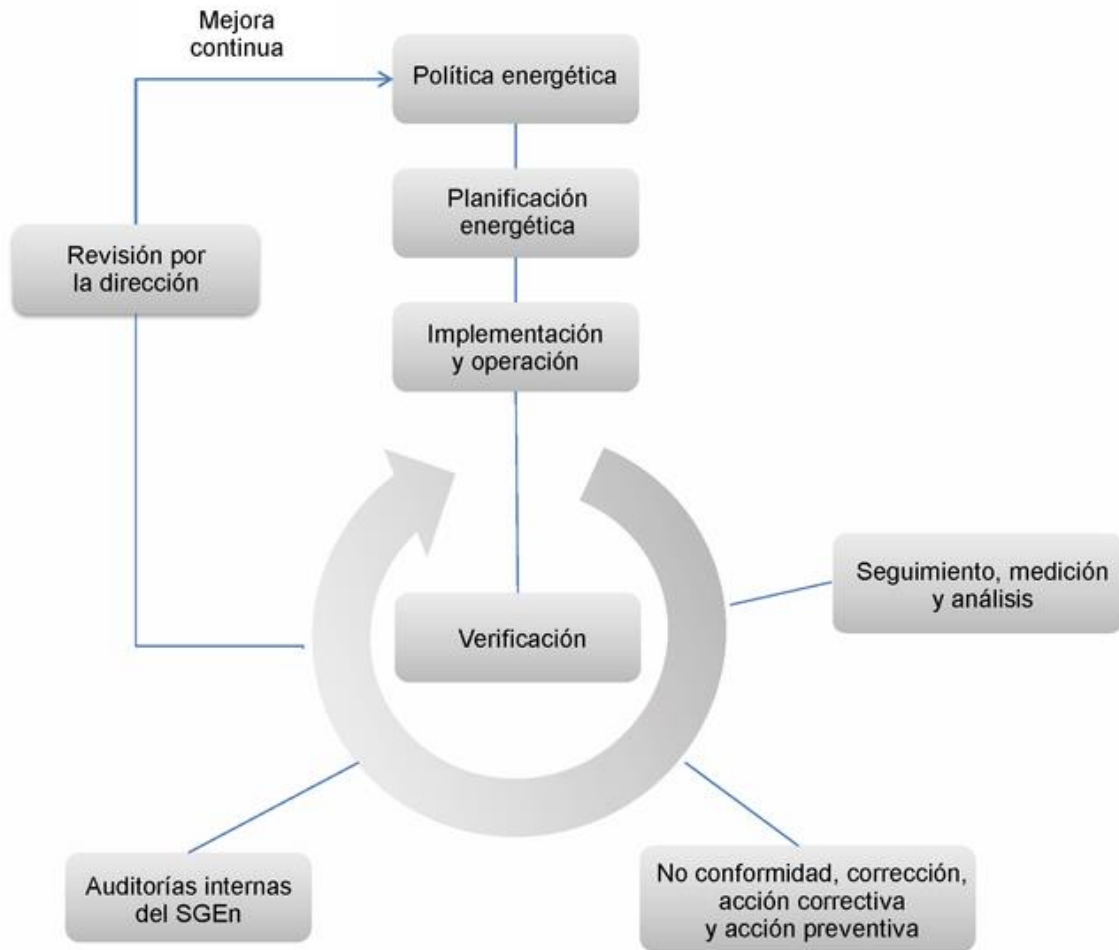 Mejora
continua
Política energética
Planificación
energética
Revisión por
la dirección
Implementación
y operación
Seguimiento, medición
y análisis
Verificación
Auditorías internas
del SGEn
No conformidad, corrección,
acción correctiva
y acción preventiva